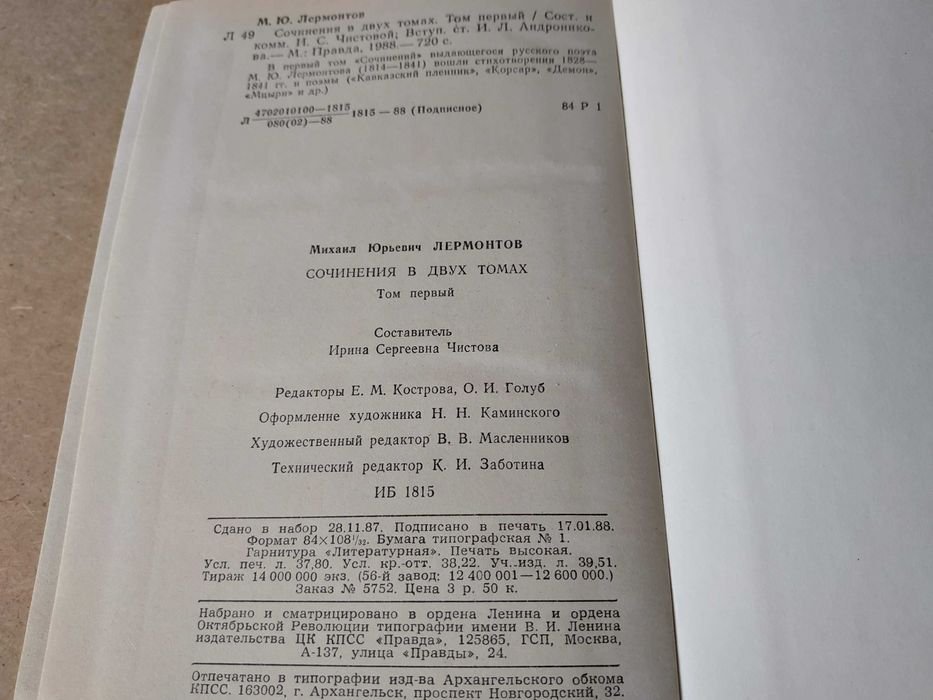 М. Ю. Лермонтов
Л 49 Сочинения в двух томах. Том первый / Сост. и
комм. И. С. Чистовой; Вступ. ст. И. Л. Андронико-
ва.— М.: Правда, 1988.— 720 с.
В первый том «Сочинений» выдающегося русского поэта
М. Ю. Лермонтова (1814—1841) вошли стихотворения 1828—
1841 гг. и поэмы («Кавказский пленник», «Корсар», «Демон»,
«Мцыри» и др.)
4702010100—1815
Л 1815—88 (Подписное) 84 Р 1
080(02)—88
Михаил Юрьевич ЛЕРМОНТОВ
СОЧИНЕНИЯ В ДВУХ ТОМАХ
Том первый
Составитель
Ирина Сергеевна Чистова
Редакторы Е. М. Кострова, О. И. Голуб
Оформление художника Н. Н. Каминского
Художественный редактор В. В. Масленников
Технический редактор К. И. Заботина
ИБ 1815
Сдано в набор 28.11.87. Подписано в печать 17.01.88.
Формат 84×108¹/₃₂. Бумага типографская № 1.
Гарнитура «Литературная». Печать высокая.
Усл. печ. л. 37,80. Усл. кр.-отт. 38,22. Уч.-изд. л. 39,51.
Тираж 14 000 000 экз. (56-й завод: 12 400 001—12 600 000.)
Заказ № 5752. Цена 3 р. 50 к.
Набрано и сматрицировано в ордена Ленина и ордена
Октябрьской Революции типографии имени В. И. Ленина
издательства ЦК КПСС «Правда», 125865, ГСП, Москва,
А-137, улица «Правды», 24.
Отпечатано в типографии изд-ва Архангельского обкома
КПСС. 163002, г. Архангельск, проспект Новгородский, 32.